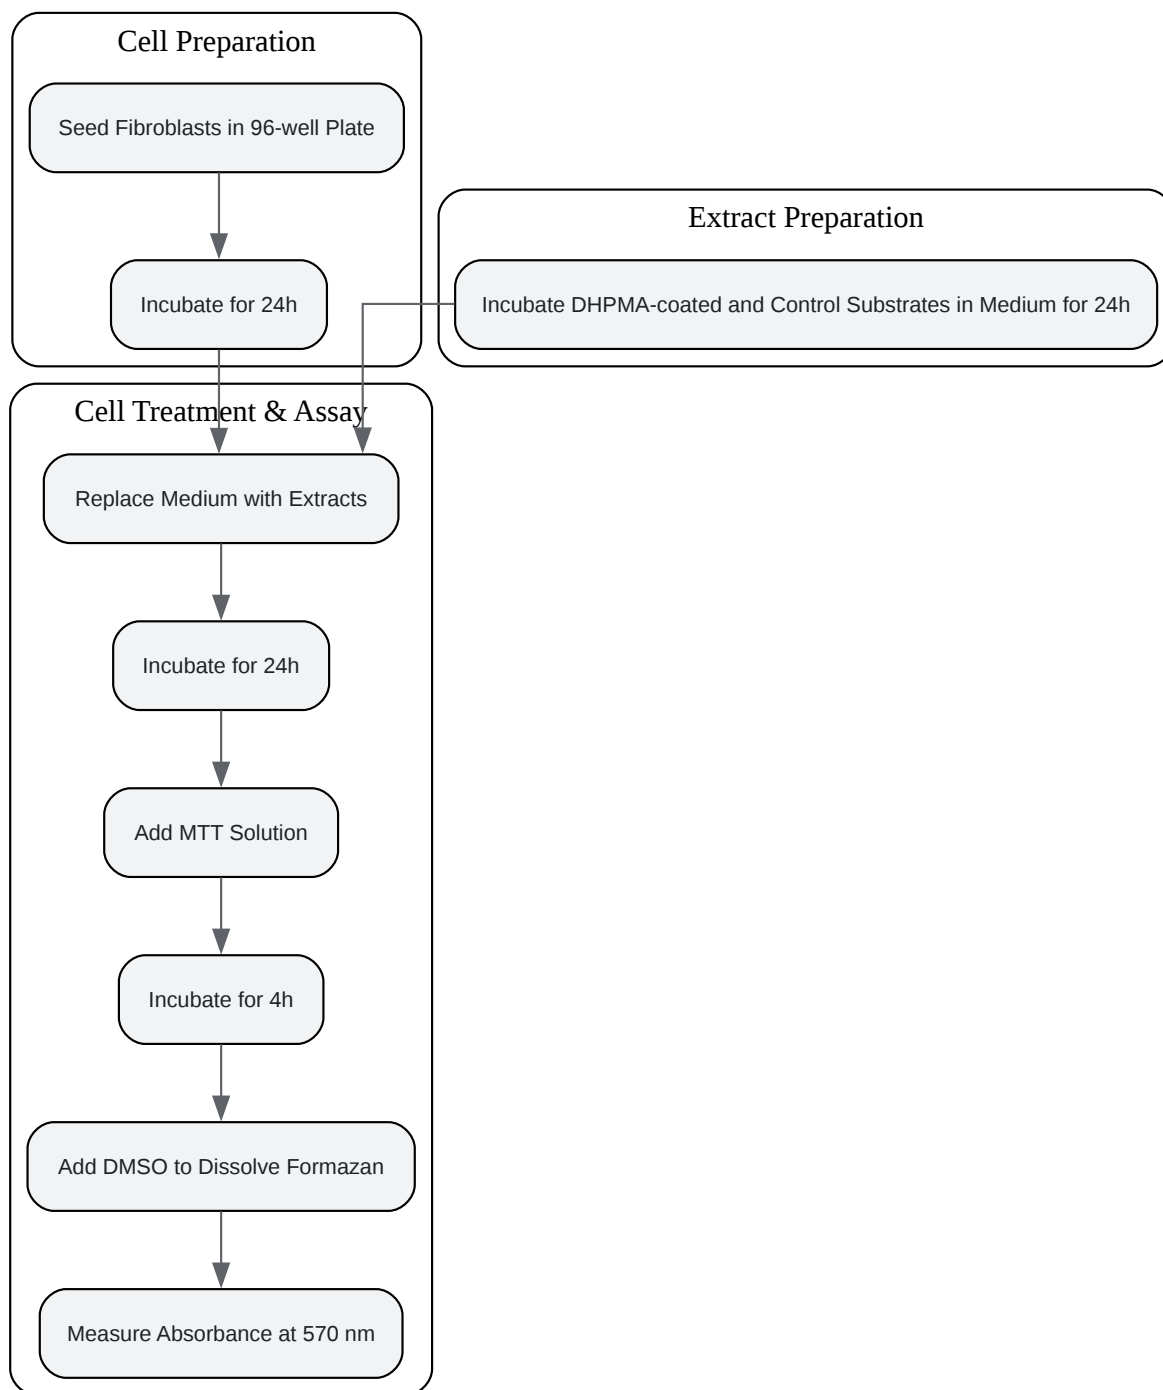 Cell Preparation
Seed Fibroblasts in 96-well Plate
Incubate for 24h
Extract Preparation
Incubate DHPMA-coated and Control Substrates in Medium for 24h
Cell Treatment & Assay
Replace Medium with Extracts
Incubate for 24h
Add MTT Solution
Incubate for 4h
Add DMSO to Dissolve Formazan
Measure Absorbance at 570 nm